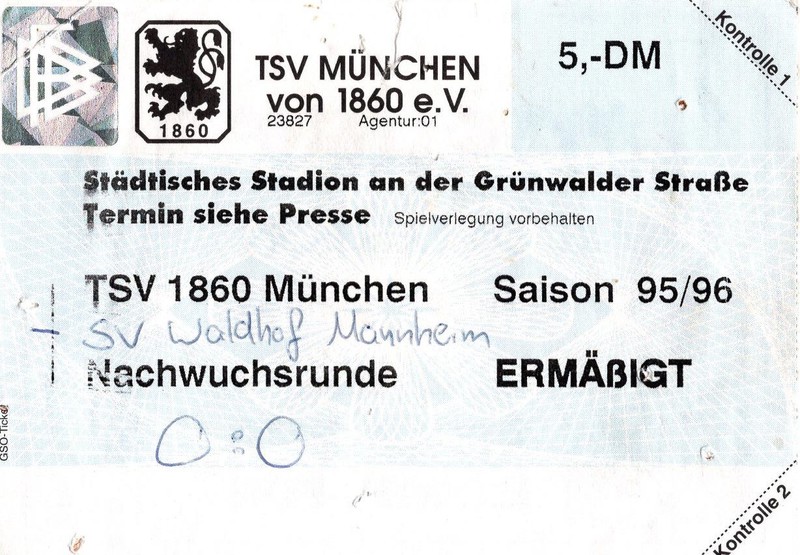 Kontrolle 1
5,-DM
TSV MÜNCHEN
von 1860 e.V.
1860
23827 Agentur:01
Städtisches Stadion an der Grünwalder Straße
Termin siehe Presse Spielverlegung vorbehalten
TSV 1860 München Saison 95/96
- SV Waldhof Mannheim
Nachwuchsrunde ERMÄßIGT
0:0
GSO-Ticket
Kontrolle 2